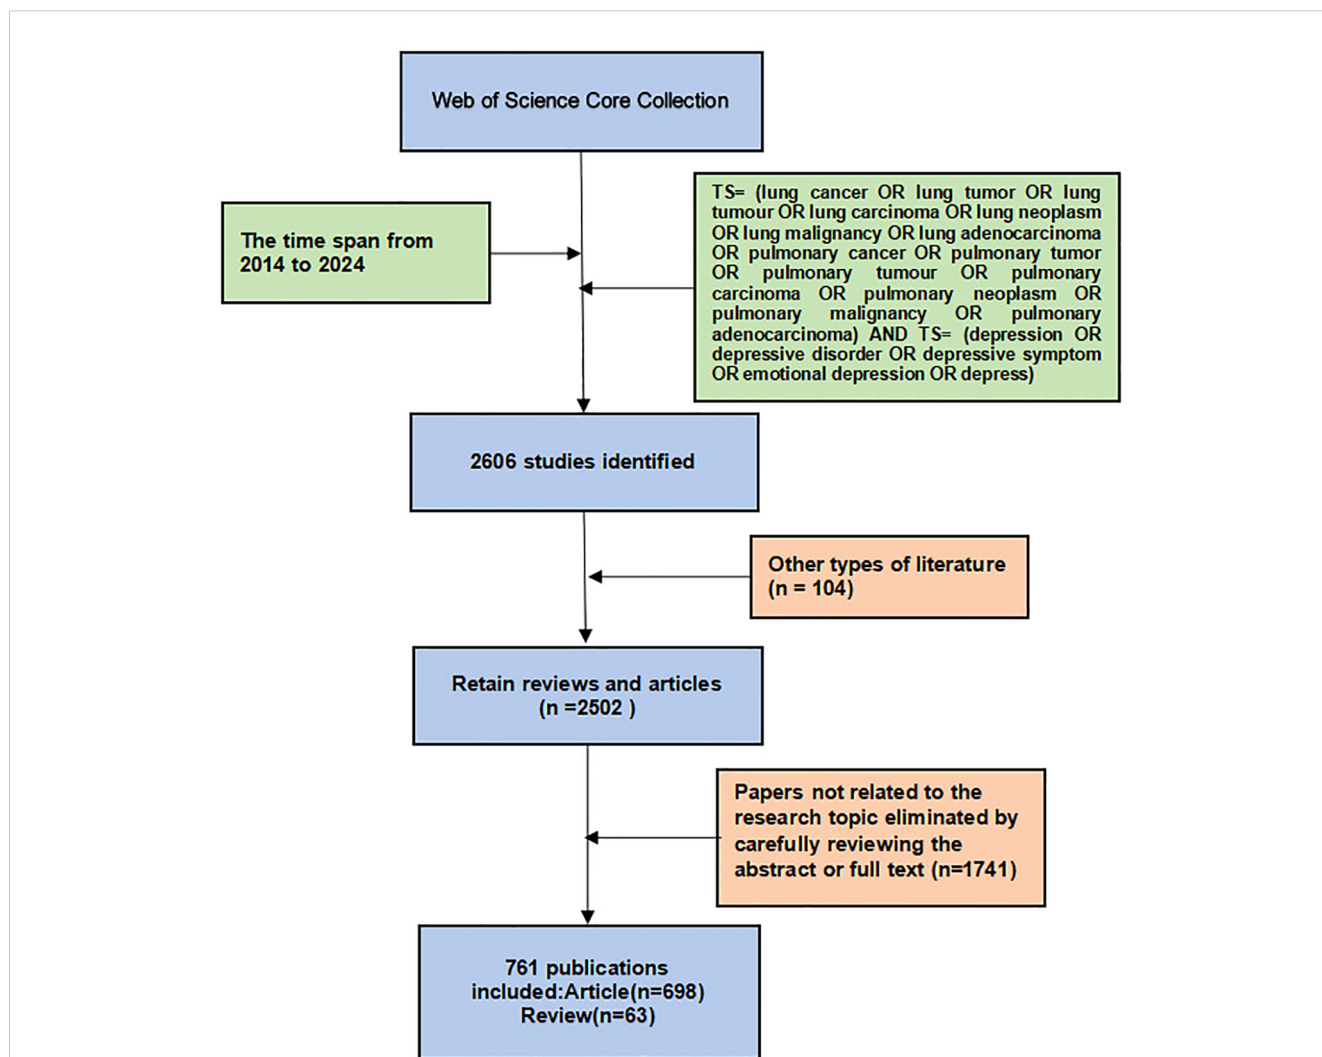 Web of Science Core Collection
The time span from
2014 to 2024
TS= (lung cancer OR lung tumor OR lung
tumour OR lung carcinoma OR lung neoplasm
OR lung malignancy OR lung adenocarcinoma
OR pulmonary cancer OR pulmonary tumor
OR pulmonary tumour OR pulmonary
carcinoma OR pulmonary neoplasm OR
pulmonary malignancy OR pulmonary
adenocarcinoma) AND TS= (depression OR
depressive disorder OR depressive symptom
OR emotional depression OR depress)
2606 studies identified
Other types of literature
(n = 104)
Retain reviews and articles
(n =2502 )
Papers not related to the
research topic eliminated by
carefully reviewing the
abstract or full text (n=1741)
761 publications
included:Article(n=698)
Review(n=63)